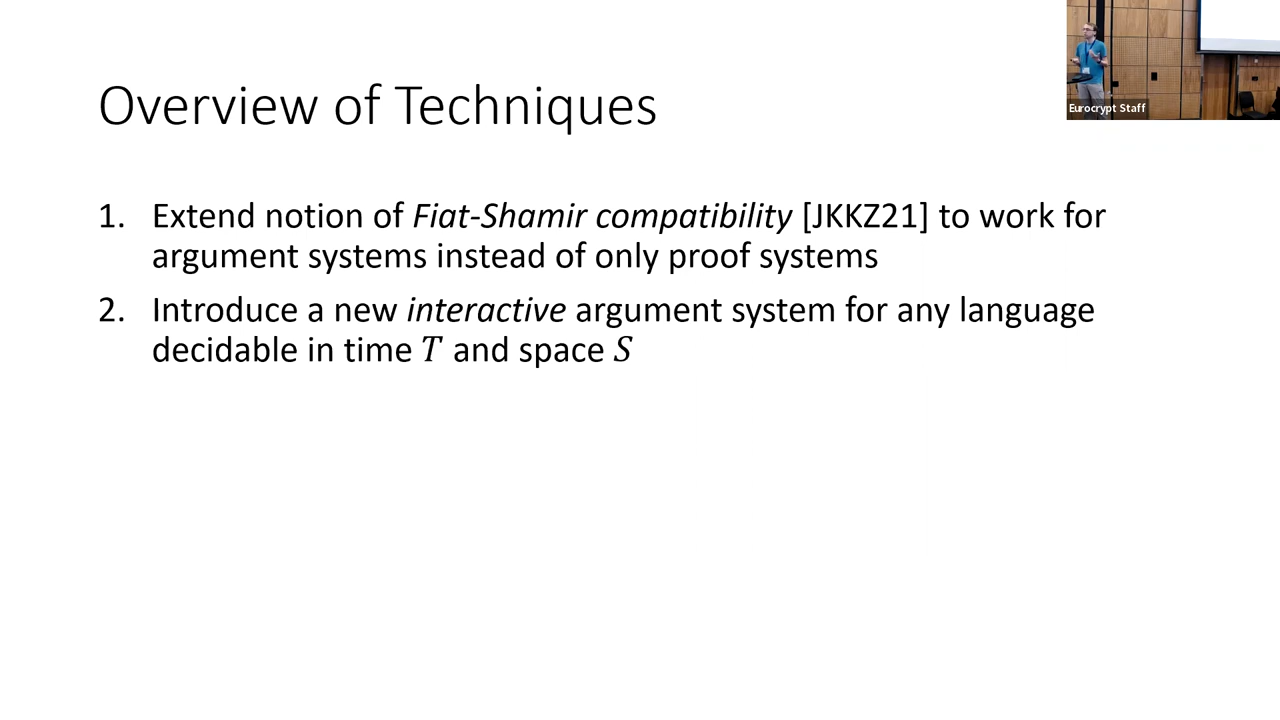 Overview of Techniques
Eurocrypt Staff
1. Extend notion of Fiat-Shamir compatibility [JKKZ21] to work for
argument systems instead of only proof systems
2. Introduce a new interactive argument system for any language
decidable in time T and space S